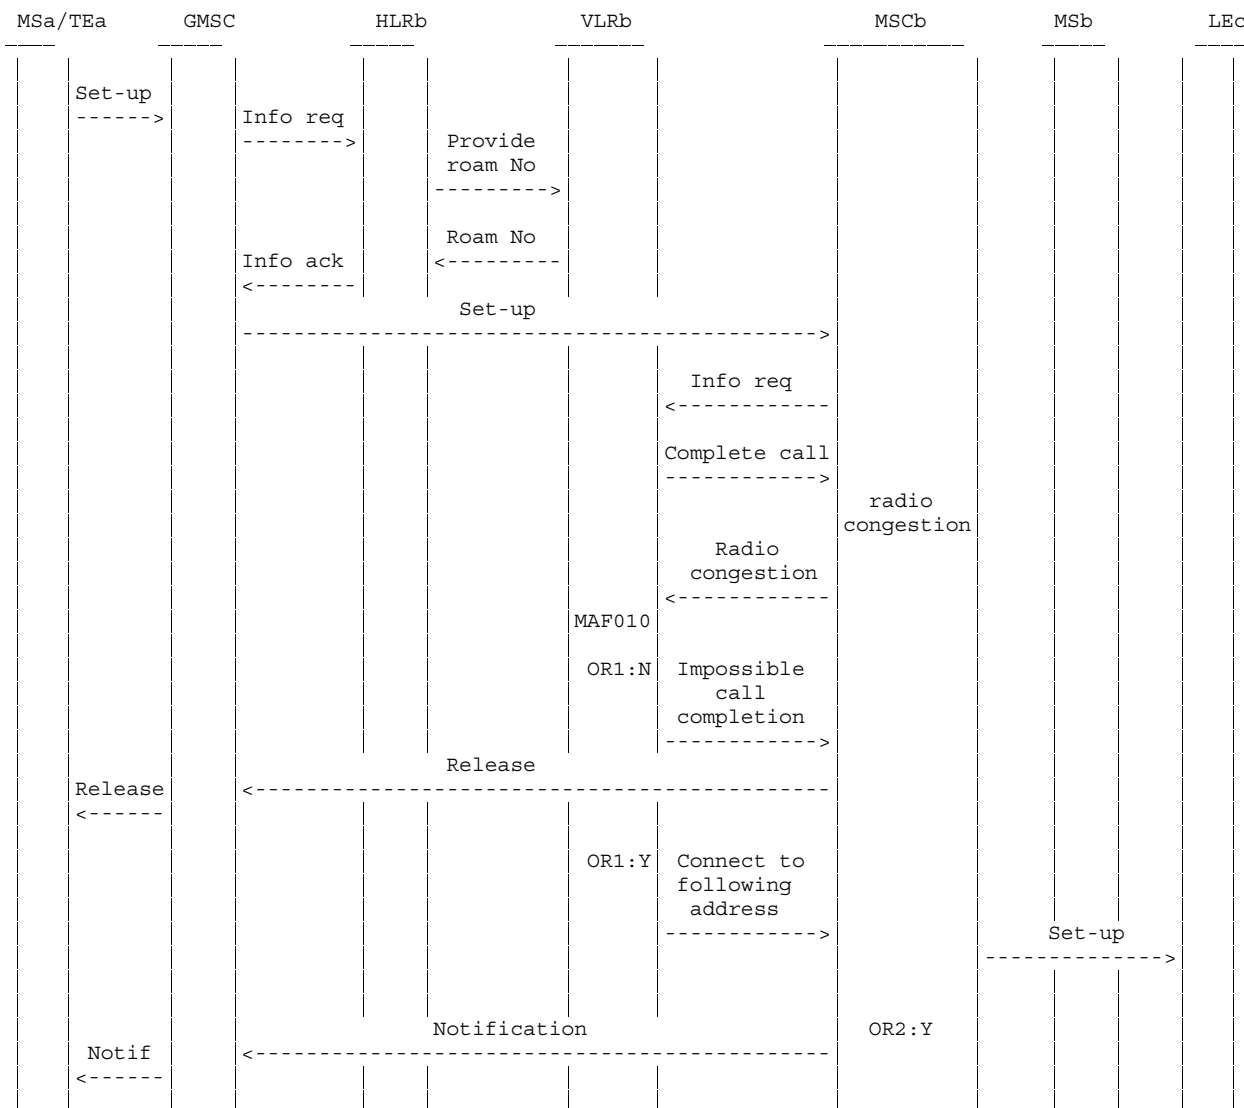 MSa/TEa GMSC HLRb VLRb MSCb MSb LEc
Set-up
------> Info req
--------> Provide
roam No
--------->
Roam No
Info ack <---------
<--------
Set-up
--------------------------------------------->
Info req
<------------
Complete call
------------>
radio
congestion
Radio
congestion
<------------
MAF010
OR1:N Impossible
call
completion
------------>
Release
Release <---------------------------------------------
<------
OR1:Y Connect to
following
address
------------> Set-up
-------------->
Notification OR2:Y
Notif <---------------------------------------------
<------